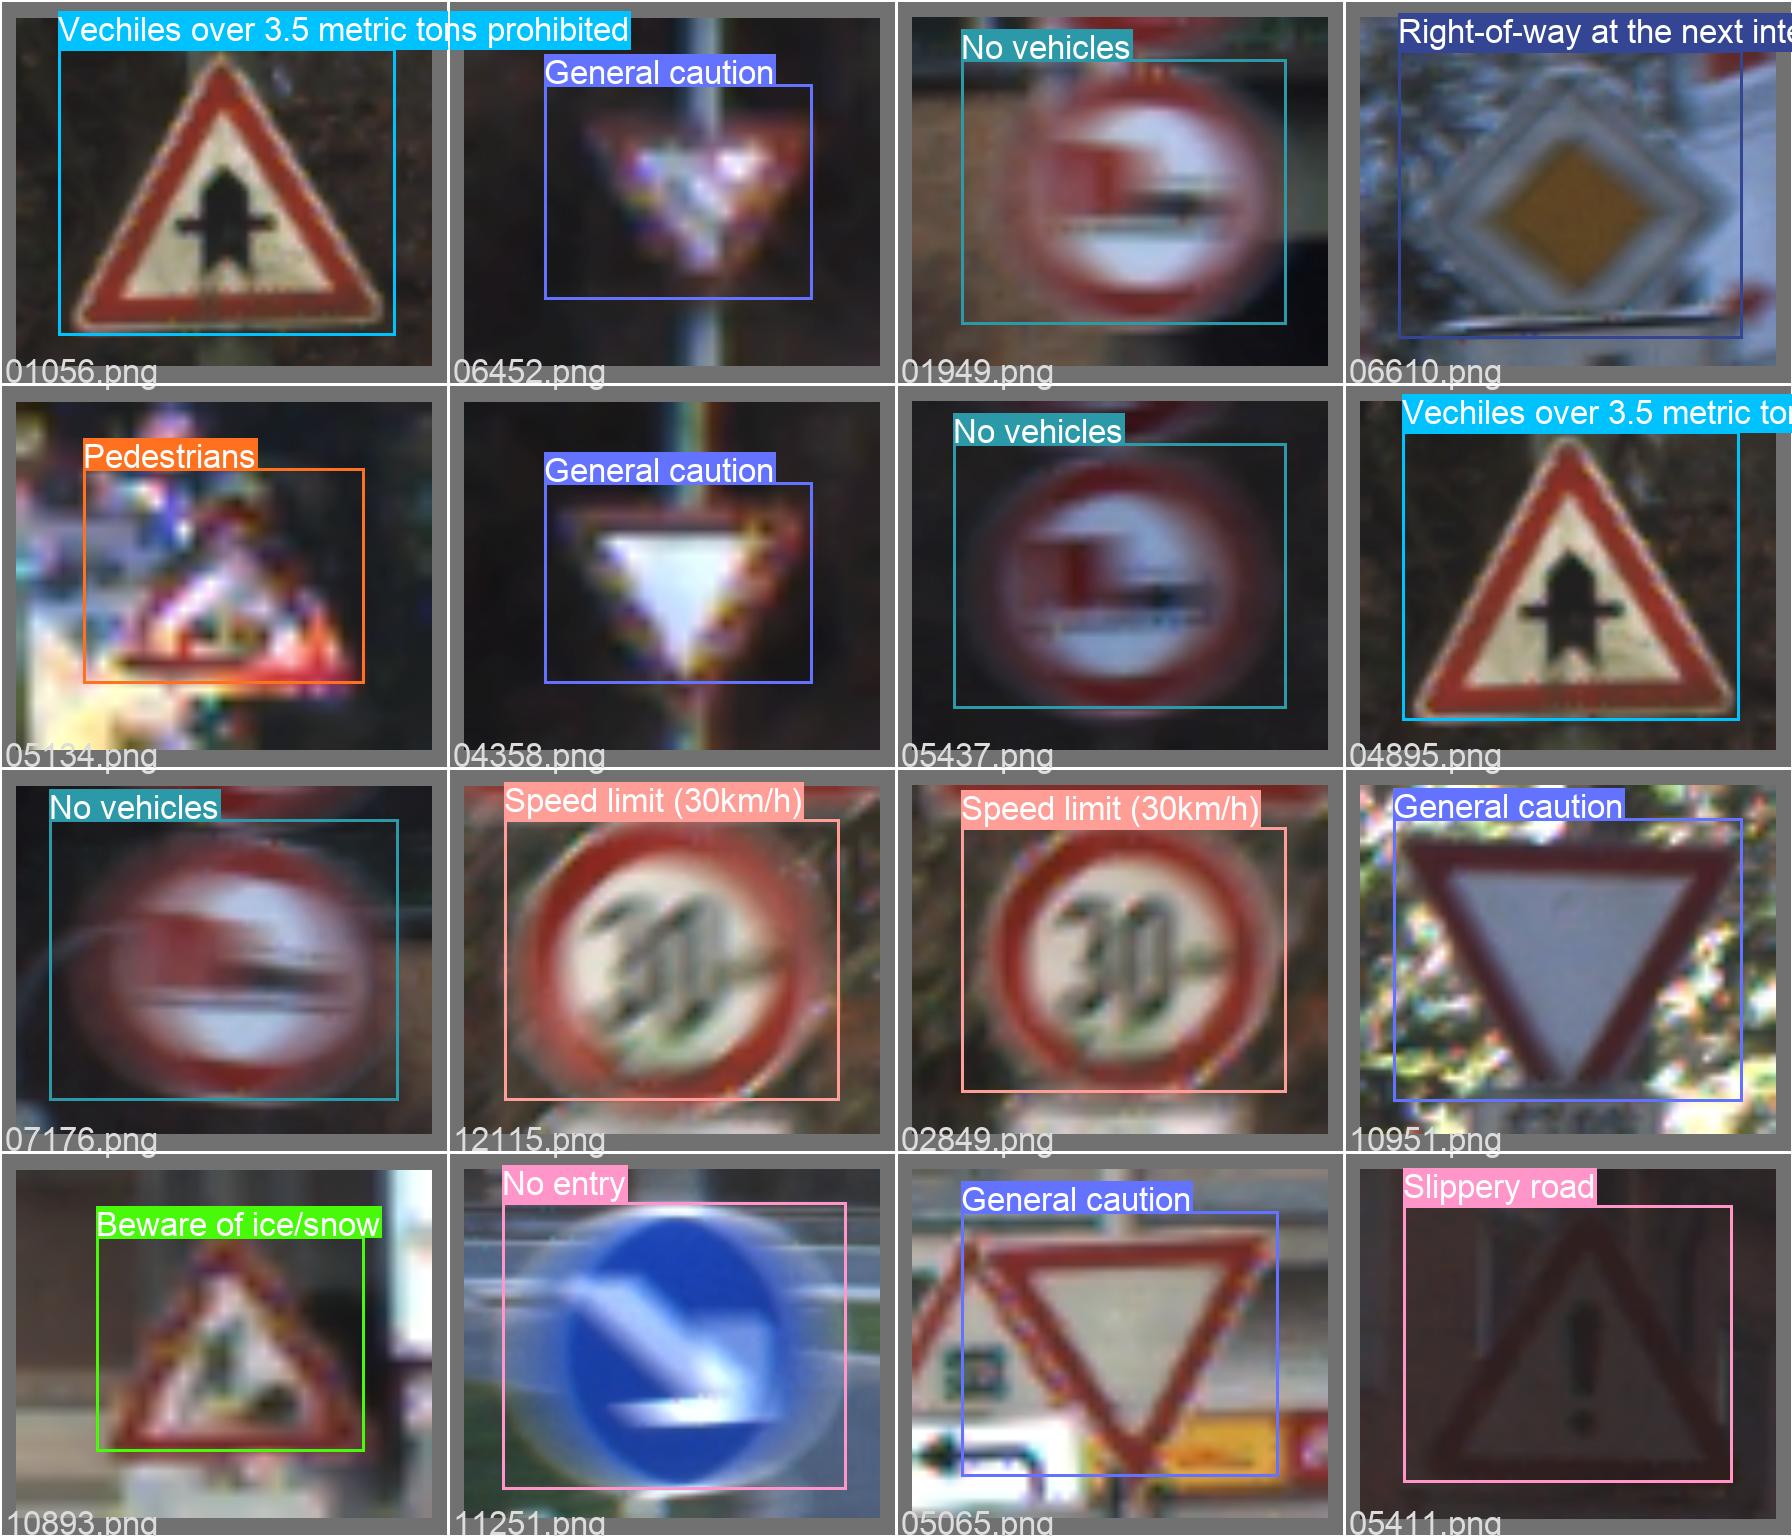 Vechiles over 3.5 metric tons prohibited
General caution
No vehicles
Right-of-way at the next inte
01056.png
06452.png
01949.png
06610.png
Pedestrians
General caution
No vehicles
Vechiles over 3.5 metric to
05134.png
04358.png
05437.png
04895.png
No vehicles
Speed limit (30km/h)
Speed limit (30km/h)
General caution
30
30
07176.png
12115.png
02849.png
10951.png
Beware of ice/snow
No entry
General caution
Slippery road
!
10893.png
11251.png
05065.png
05411.png